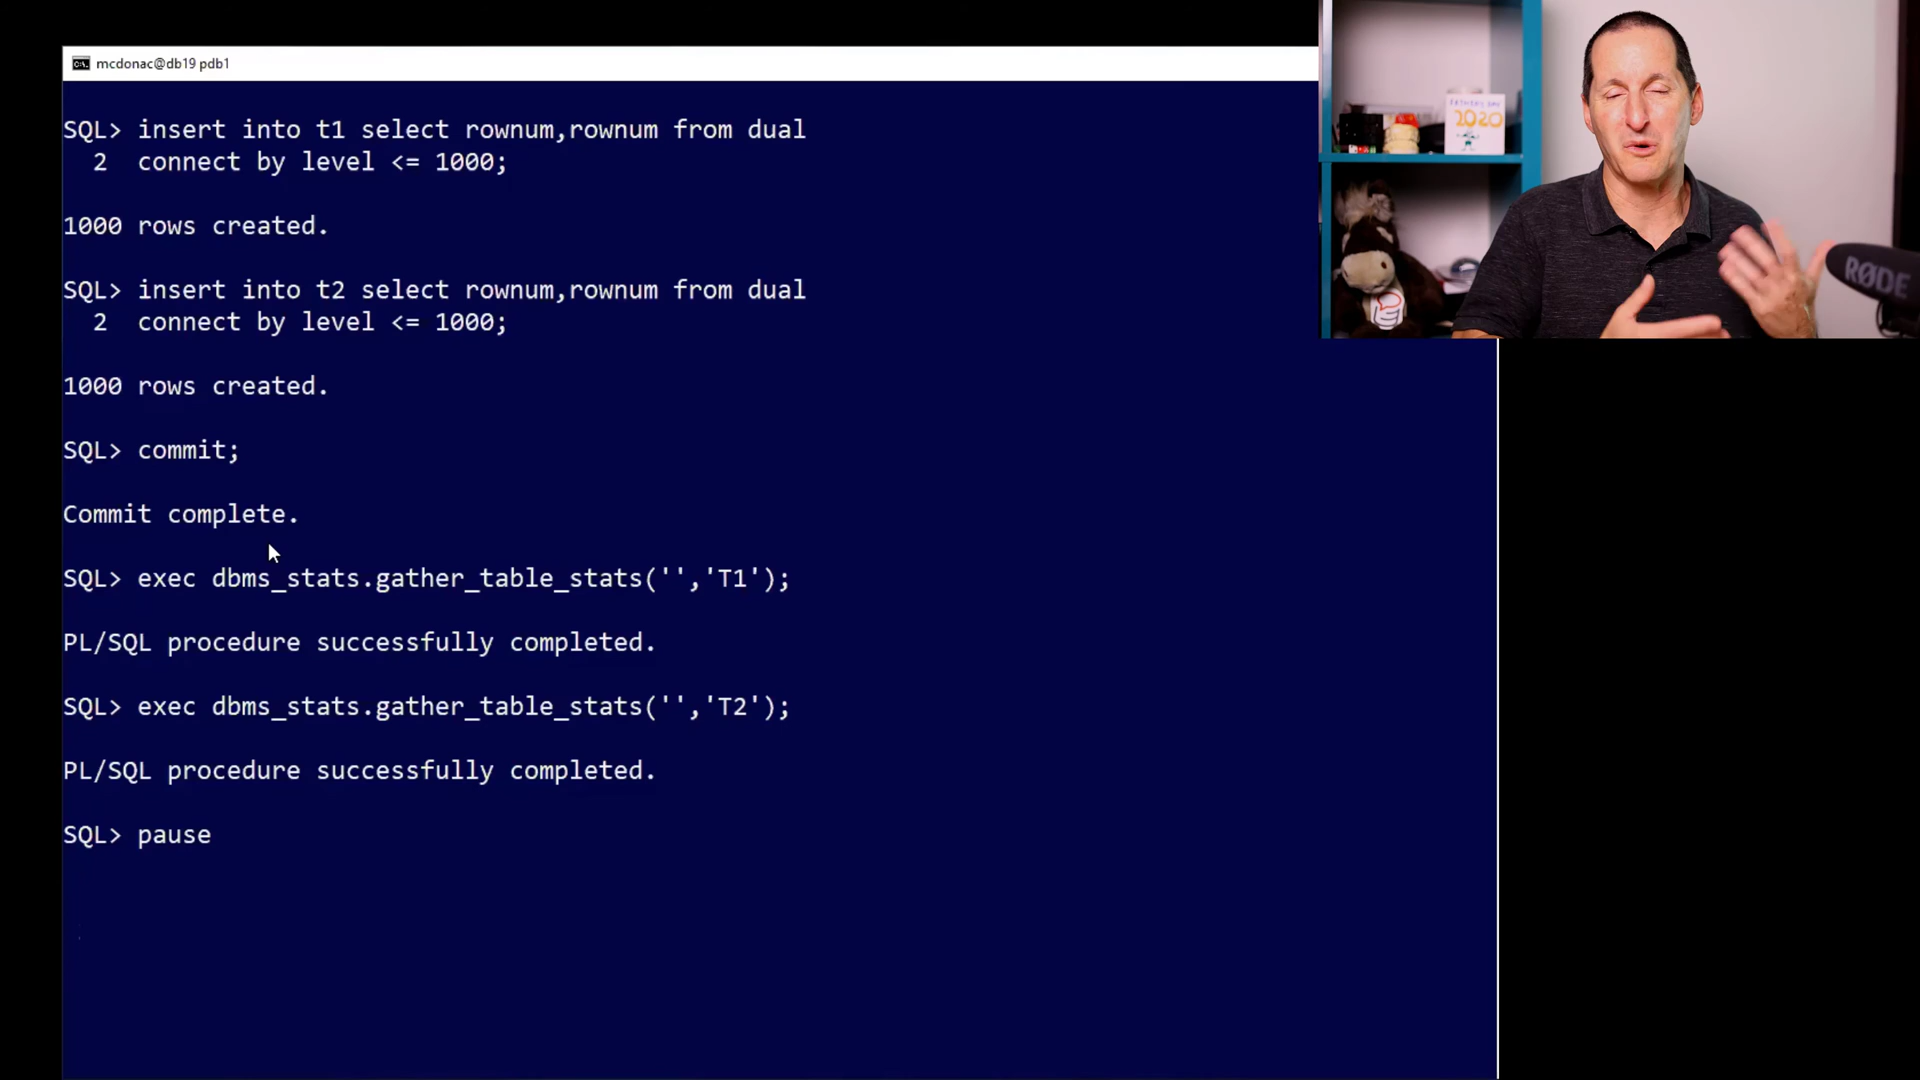 mcdonac@db19 pdb1
SQL> insert into t1 select rownum,rownum from dual
2 connect by level <= 1000;
1000 rows created.
SQL> insert into t2 select rownum,rownum from dual
2 connect by level <= 1000;
1000 rows created.
SQL> commit;
Commit complete.
SQL> exec dbms_stats.gather_table_stats('','T1');
PL/SQL procedure successfully completed.
SQL> exec dbms_stats.gather_table_stats('','T2');
PL/SQL procedure successfully completed.
SQL> pause
FATHERS DAY
2020
RØDE